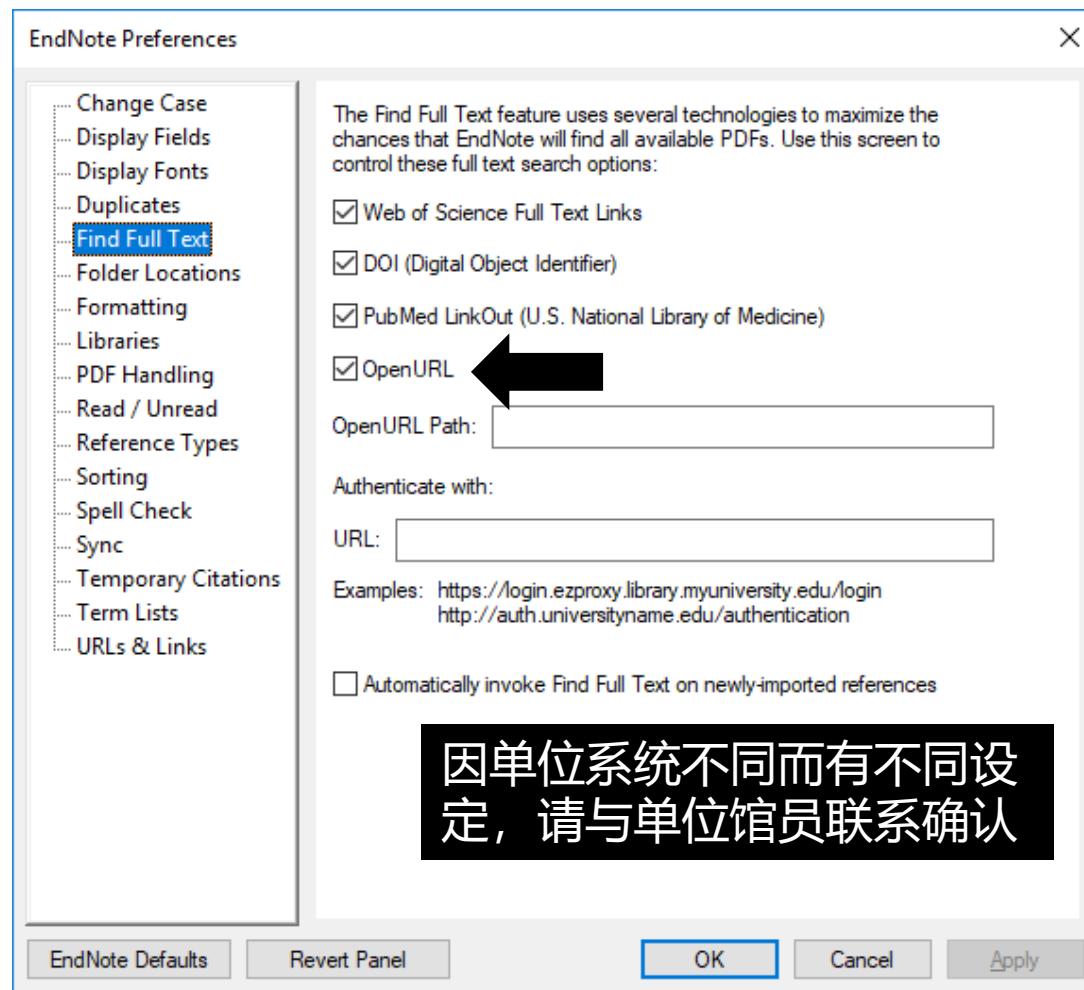 EndNote Preferences
Change Case
Display Fields
Display Fonts
Duplicates
Find Full Text
Folder Locations
Formatting
Libraries
PDF Handling
Read / Unread
Reference Types
Sorting
Spell Check
Sync
Temporary Citations
Term Lists
URLs & Links
The Find Full Text feature uses several technologies to maximize the
chances that EndNote will find all available PDFs. Use this screen to
control these full text search options:
Web of Science Full Text Links
DOI (Digital Object Identifier)
PubMed LinkOut (U.S. National Library of Medicine)
OpenURL
OpenURL Path:
Authenticate with:
URL:
Examples: https://login.ezproxy.library.myuniversity.edu/login
http://auth.universityname.edu/authentication
Automatically invoke Find Full Text on newly-imported references
因单位系统不同而有不同设
定，请与单位馆员联系确认
EndNote Defaults
Revert Panel
OK
Cancel
Apply